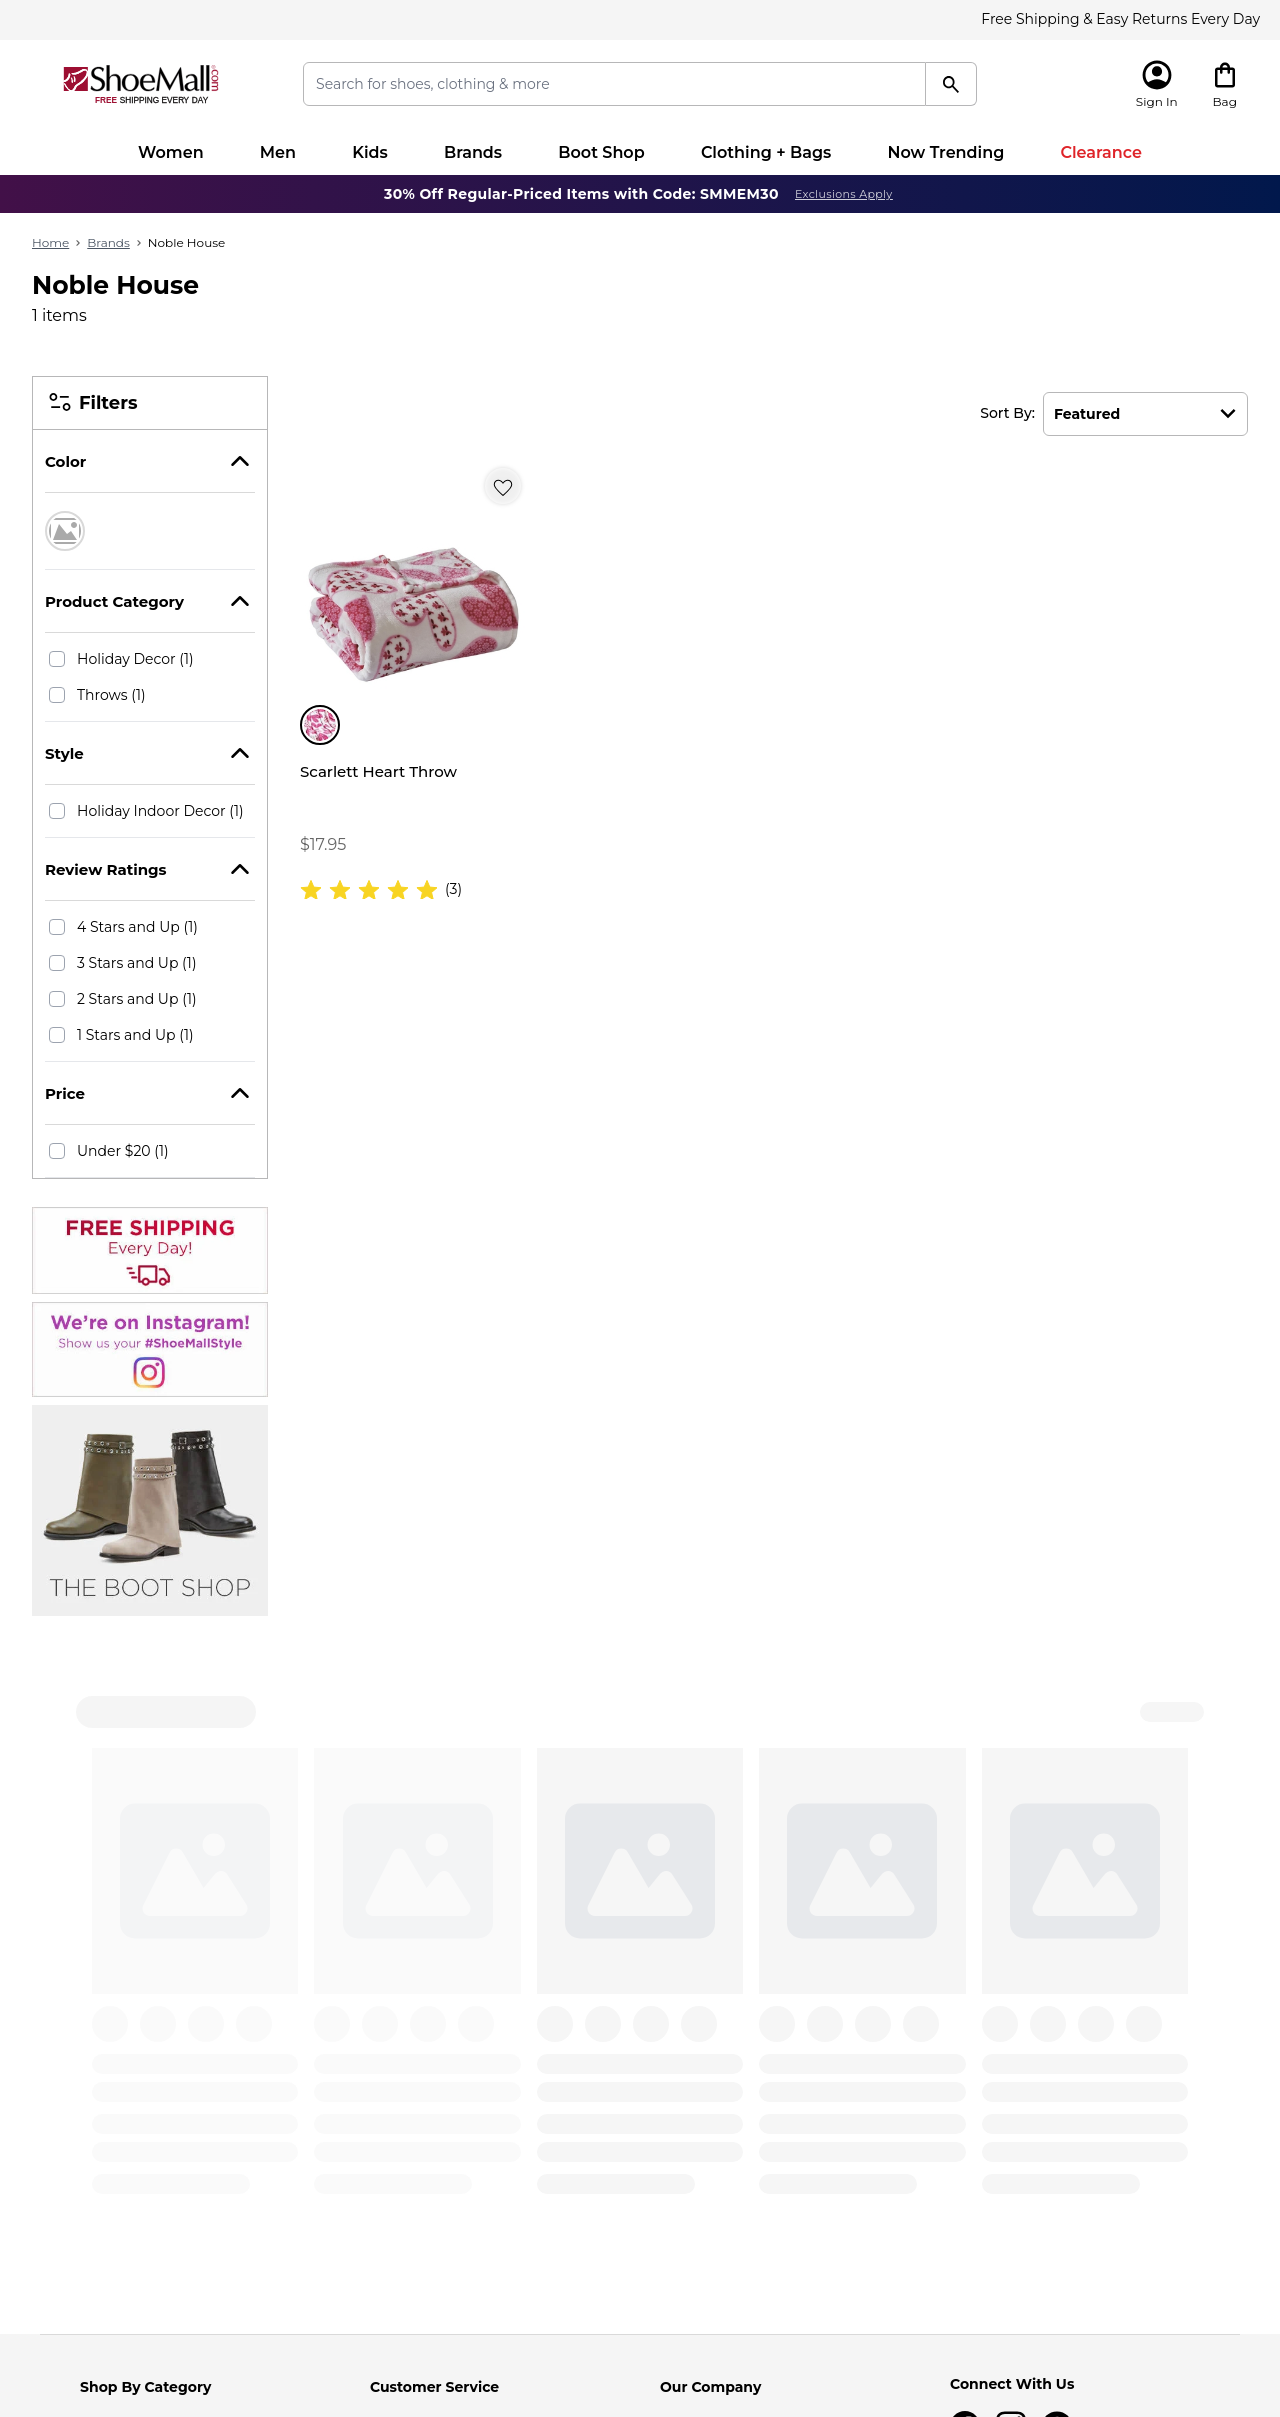 Free Shipping & Easy Returns Every Day
ShoeMall.com
FREE SHIPPING EVERY DAY
Search for shoes, clothing & more
Sign In
Bag
Women
Men
Kids
Brands
Boot Shop
Clothing + Bags
Now Trending
Clearance
30% Off Regular-Priced Items with Code: SMMEM30 Exclusions Apply
Home > Brands > Noble House
Noble House
1 items
Filters
Sort By: Featured
Color
Product Category
Holiday Decor (1)
Throws (1)
Style
Holiday Indoor Decor (1)
Review Ratings
4 Stars and Up (1)
3 Stars and Up (1)
2 Stars and Up (1)
1 Stars and Up (1)
Price
Under $20 (1)
Scarlett Heart Throw
$17.95
(3)
FREE SHIPPING
Every Day!
We're on Instagram!
Show us your #ShoeMallStyle
THE BOOT SHOP
Shop By Category
Customer Service
Our Company
Connect With Us